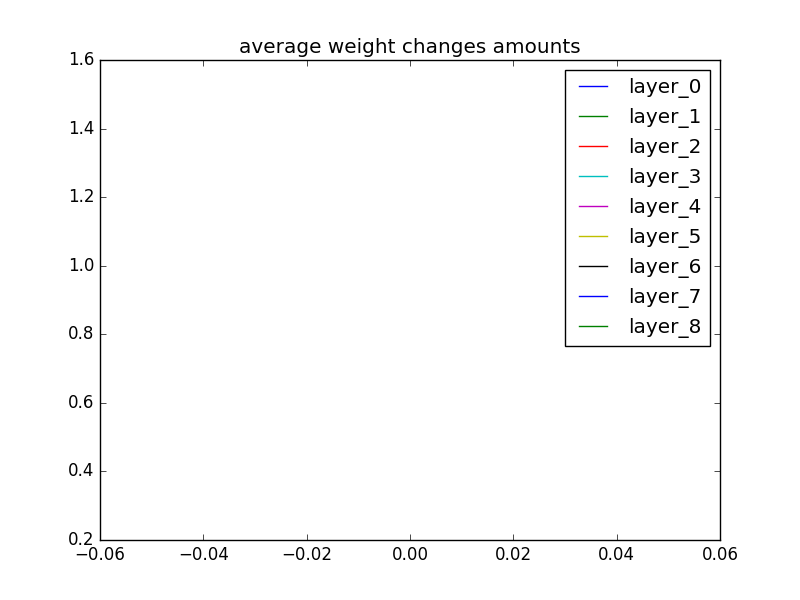 average weight changes amounts
1.6
1.4
1.2
1.0
0.8
0.6
0.4
0.2
−0.06 −0.04 −0.02 0.00 0.02 0.04 0.06
layer_0
layer_1
layer_2
layer_3
layer_4
layer_5
layer_6
layer_7
layer_8